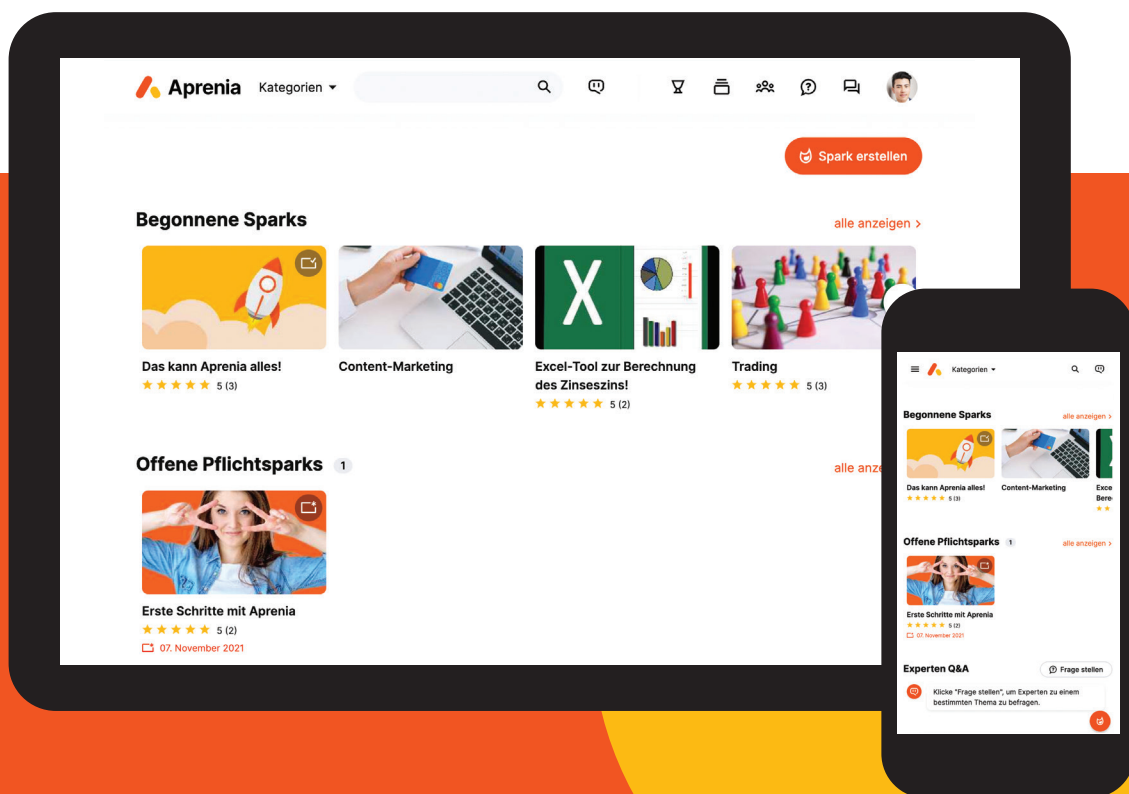 Aprenia Kategorien
Spark erstellen
Begonnene Sparks
alle anzeigen >
Das kann Aprenia alles!
5 (3)
Content-Marketing
Excel-Tool zur Berechnung
des Zinseszins!
5 (2)
Trading
5 (3)
Offene Pflichtsparks 1
alle anze
Erste Schritte mit Aprenia
5 (2)
07. November 2021
Kategorien
Begonnene Sparks
alle anzeigen >
Das kann Aprenia alles!
5 (3)
Content-Marketing
Exce
Bere
Offene Pflichtsparks 1
alle anzeigen >
Erste Schritte mit Aprenia
5 (2)
07. November 2021
Experten Q&A
Frage stellen
Klicke "Frage stellen", um Experten zu einem
bestimmten Thema zu befragen.